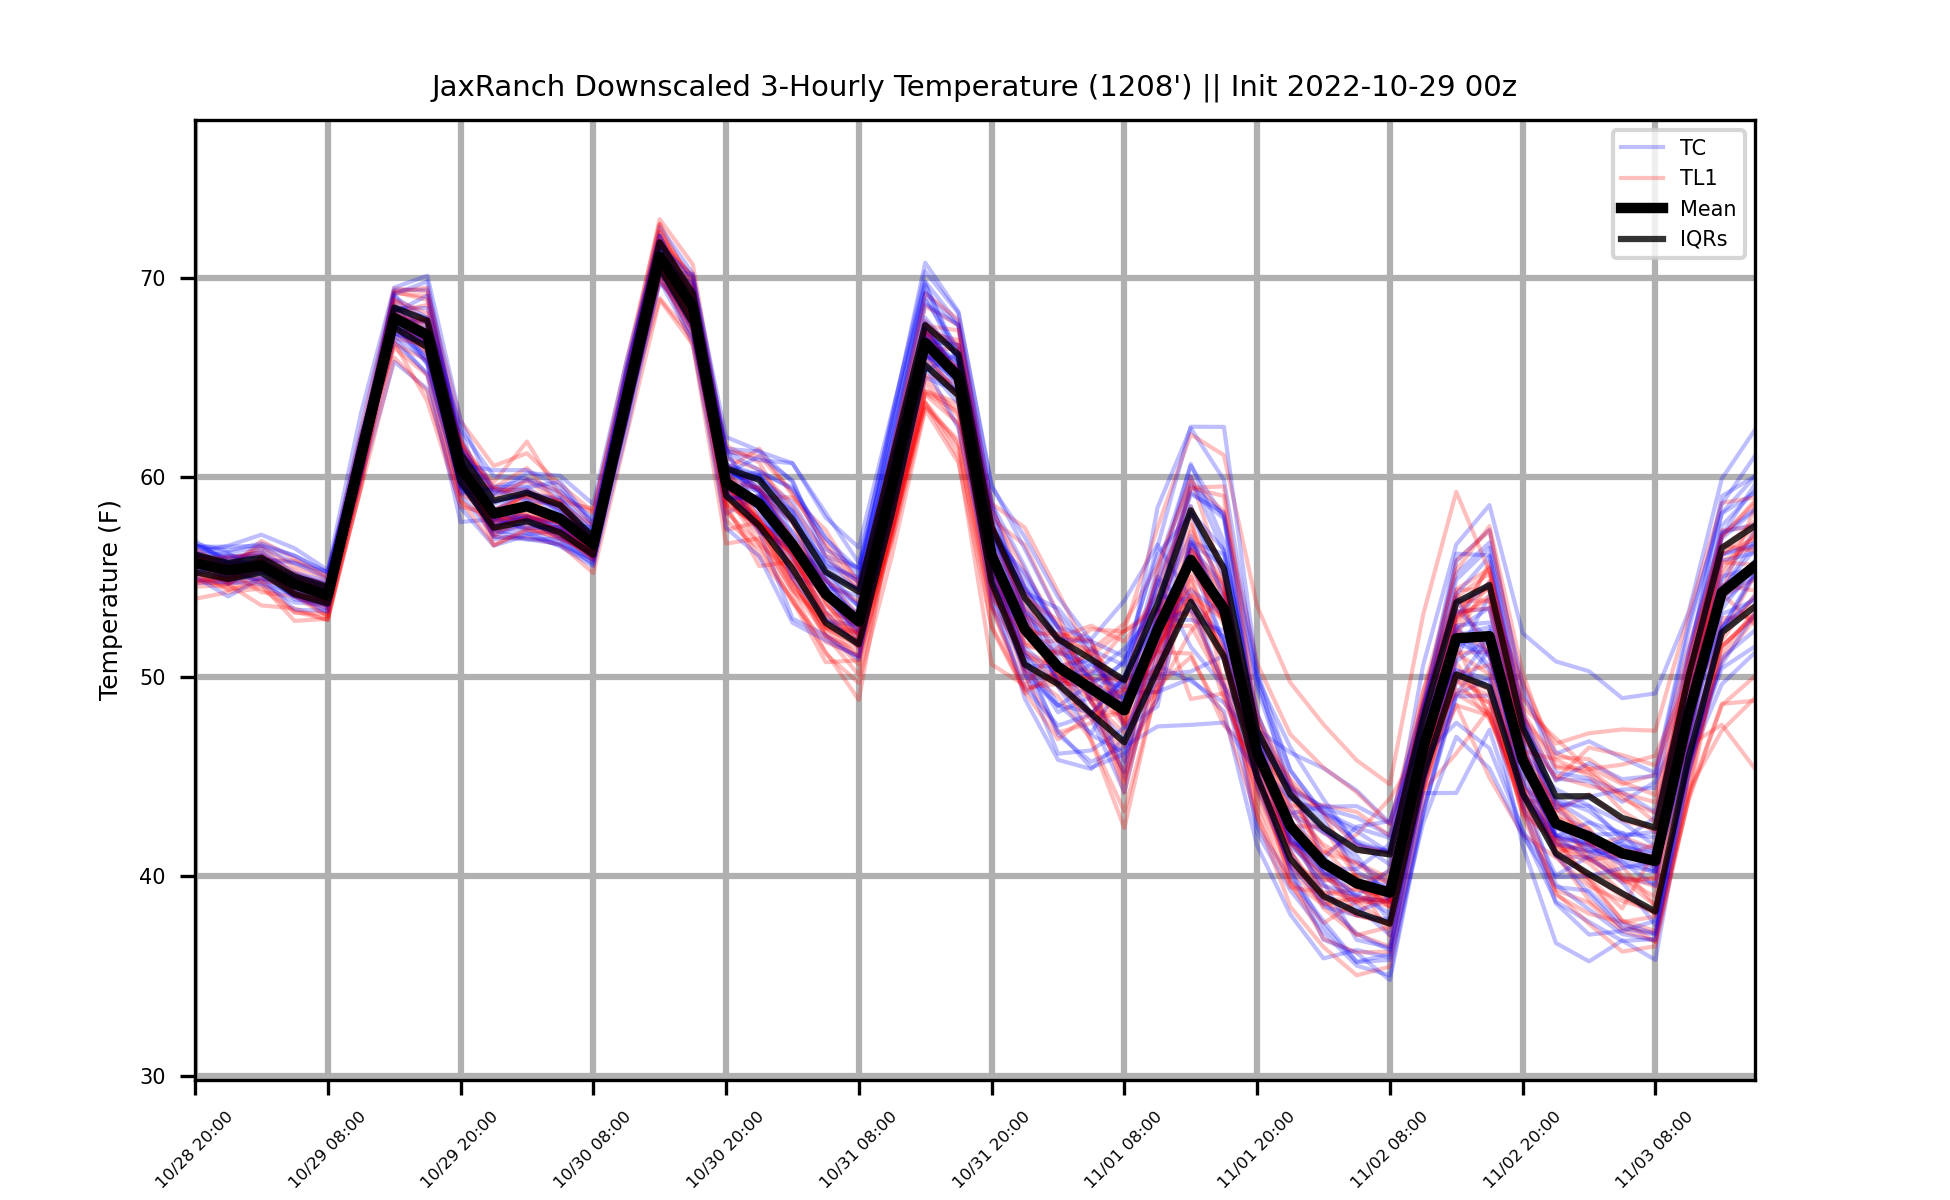 JaxRanch Downscaled 3-Hourly Temperature (1208') || Init 2022-10-29 00z
TC
TL1
Mean
IQRs
Temperature (F)
70
60
50
40
30
10/28 20:00
10/29 08:00
10/29 20:00
10/30 08:00
10/30 20:00
10/31 08:00
10/31 20:00
11/01 08:00
11/01 20:00
11/02 08:00
11/02 20:00
11/03 08:00